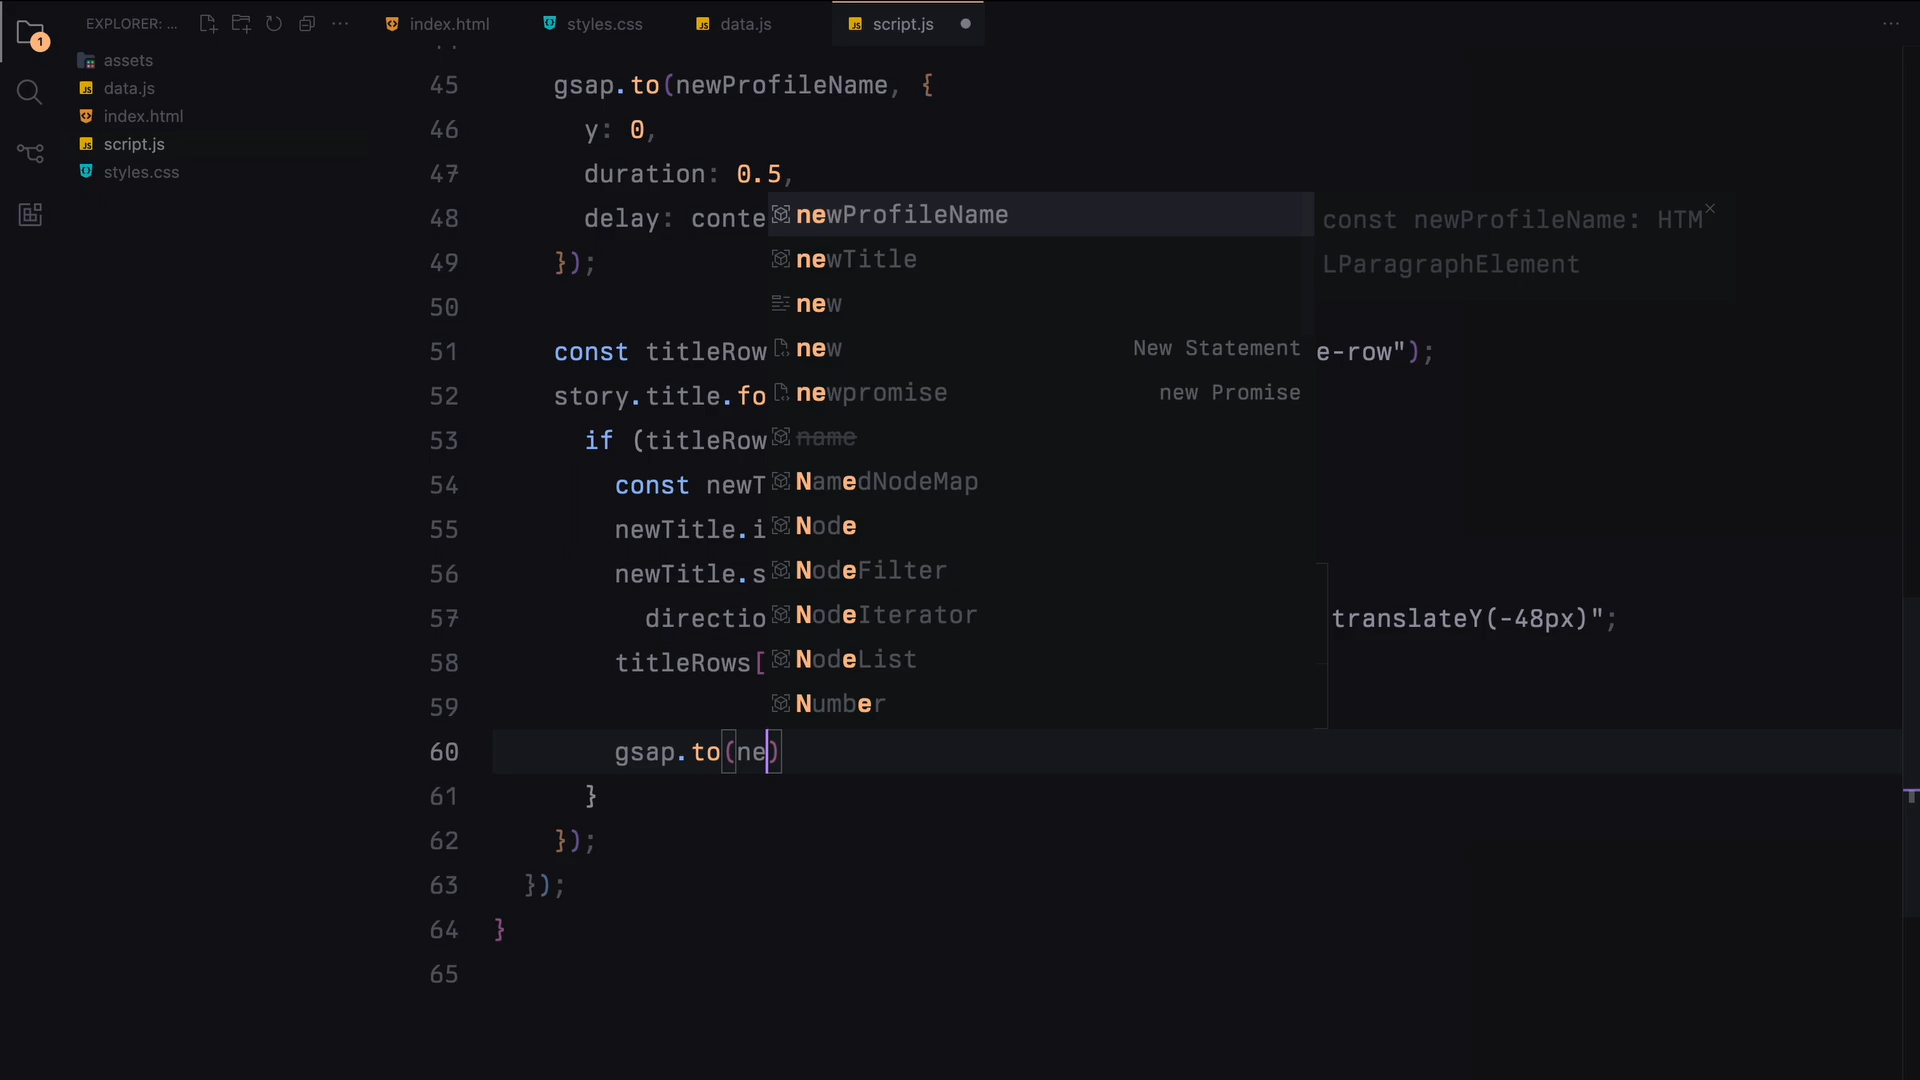 EXPLORER: ...
index.html
styles.css
data.js
script.js
1
assets
data.js
index.html
script.js
styles.css
45 gsap.to(newProfileName, {
46 y: 0,
47 duration: 0.5,
48 delay: conte
49 });
50
51 const titleRow e-row");
52 story.title.fo
53 if (titleRow
54 const newT
55 newTitle.i
56 newTitle.s
57 directio translateY(-48px)";
58 titleRows[
59
60 gsap.to(ne)
61 }
62 });
63 });
64 }
65
newProfileName
newTitle
new
new New Statement
newpromise new Promise
name
NamedNodeMap
Node
NodeFilter
NodeIterator
NodeList
Number
const newProfileName: HTM
LParagraphElement